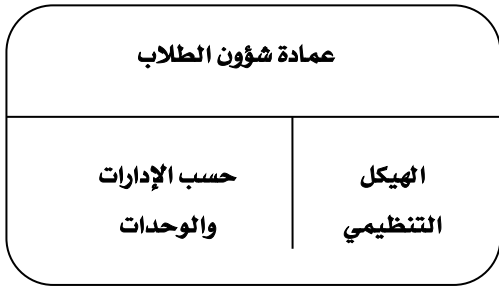 عمادة شؤون الطلاب
الهيكل
التنظيمي
حسب الإدارات
والوحدات